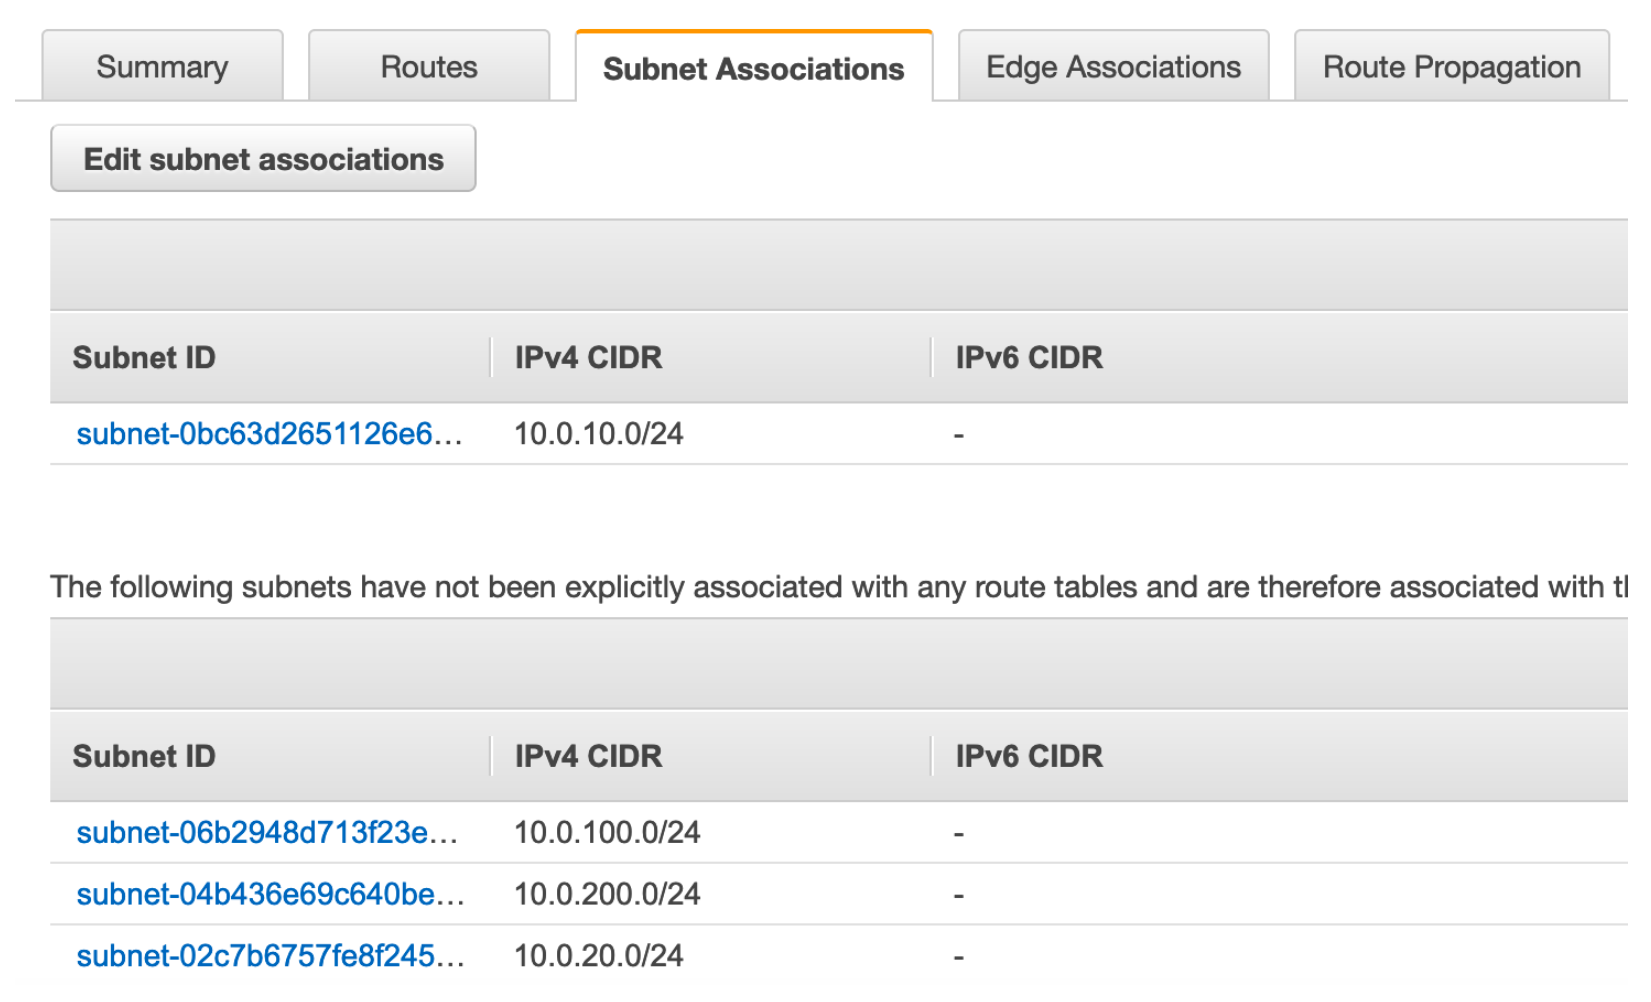 Summary Routes Subnet Associations Edge Associations Route Propagation
Edit subnet associations
Subnet ID IPv4 CIDR IPv6 CIDR
subnet-0bc63d2651126e6... 10.0.10.0/24 -
The following subnets have not been explicitly associated with any route tables and are therefore associated with
Subnet ID IPv4 CIDR IPv6 CIDR
subnet-06b2948d713f23e... 10.0.100.0/24 -
subnet-04b436e69c640be... 10.0.200.0/24 -
subnet-02c7b6757fe8f245... 10.0.20.0/24 -